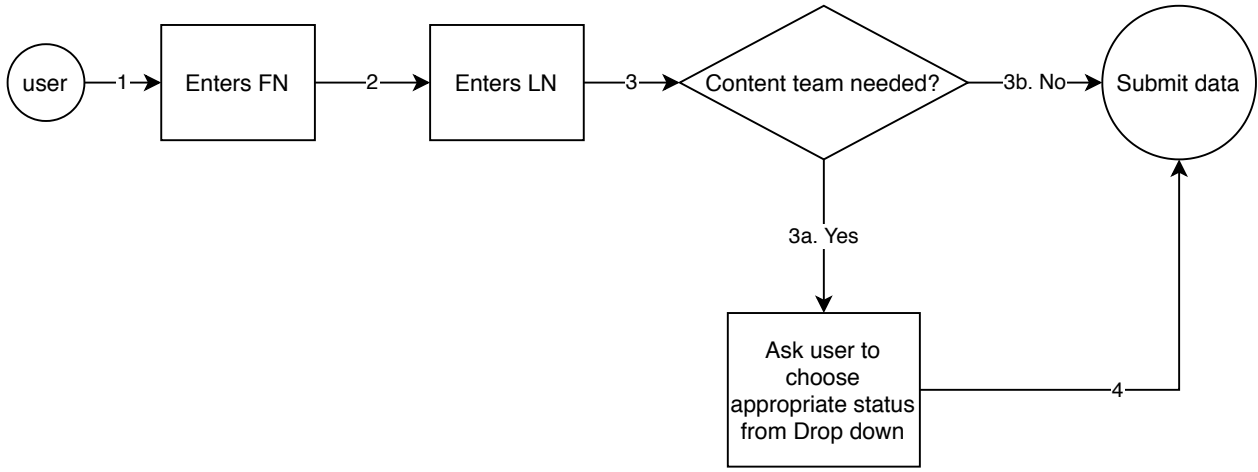 user
1
Enters FN
2
Enters LN
3
Content team needed?
3b. No
Submit data
3a. Yes
Ask user to
choose
appropriate status
from Drop down
4